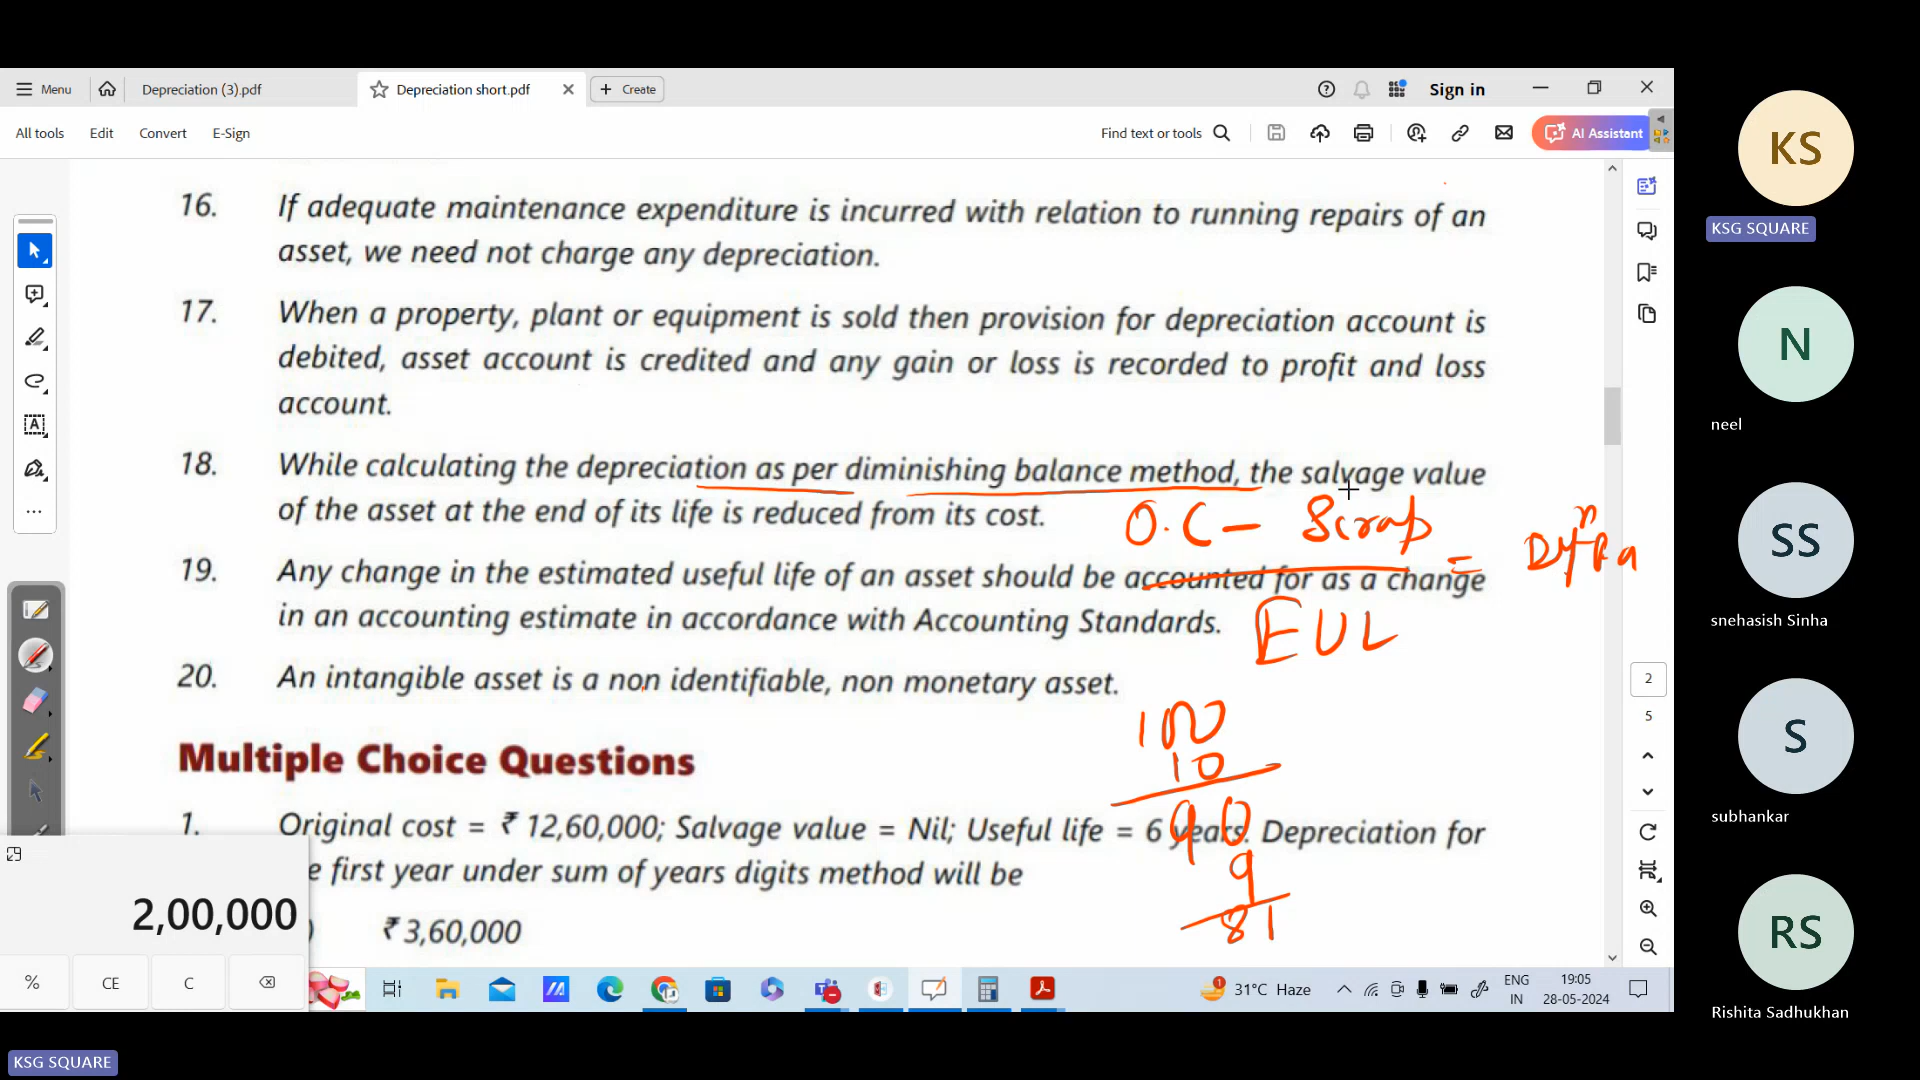 Menu
Depreciation (3).pdf
Depreciation short.pdf
Create
Sign in
All tools
Edit
Convert
E-Sign
Find text or tools
AI Assistant
16. If adequate maintenance expenditure is incurred with relation to running repairs of an
asset, we need not charge any depreciation.
17. When a property, plant or equipment is sold then provision for depreciation account is
debited, asset account is credited and any gain or loss is recorded to profit and loss
account.
18. While calculating the depreciation as per diminishing balance method, the salvage value
of the asset at the end of its life is reduced from its cost.
O.C - Scrap
=
19. Any change in the estimated useful life of an asset should be accounted for as a change
in an accounting estimate in accordance with Accounting Standards.
EUL
20. An intangible asset is a non identifiable, non monetary asset.
100
10
90
9
81
Multiple Choice Questions
1. Original cost = ₹ 12,60,000; Salvage value = Nil; Useful life = 6 years. Depreciation for
e first year under sum of years digits method will be
) ₹ 3,60,000
2
5
2,00,000
%
CE
C
1
31°C Haze
ENG
IN
19:05
28-05-2024
KS
KSG SQUARE
N
neel
SS
snehasish Sinha
S
subhankar
RS
Rishita Sadhukhan
KSG SQUARE